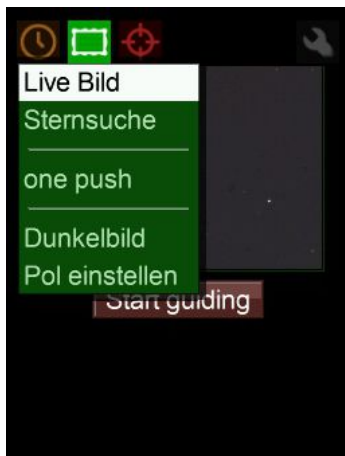 Live Bild
Sternsuche
one push
Dunkelbild
Pol einstellen
Start guiding